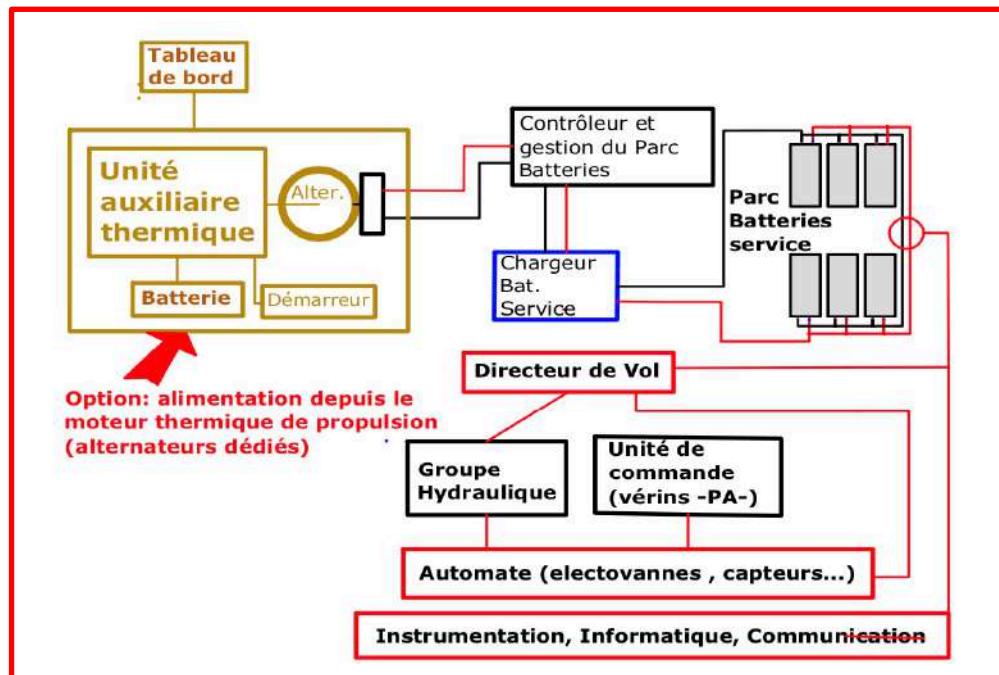 Tableau
de bord
Unité
auxiliaire
thermique
Alter.
Batterie
Démarreur
Contrôleur et
gestion du Parc
Batteries
Chargeur
Bat.
Service
Parc
Batteries
service
Option: alimentation depuis le
moteur thermique de propulsion
(alternateurs dédiés)
Directeur de Vol
Groupe
Hydraulique
Unité de
commande
(vérins -PA-)
Automate (electovannes , capteurs...)
Instrumentation, Informatique, Communication